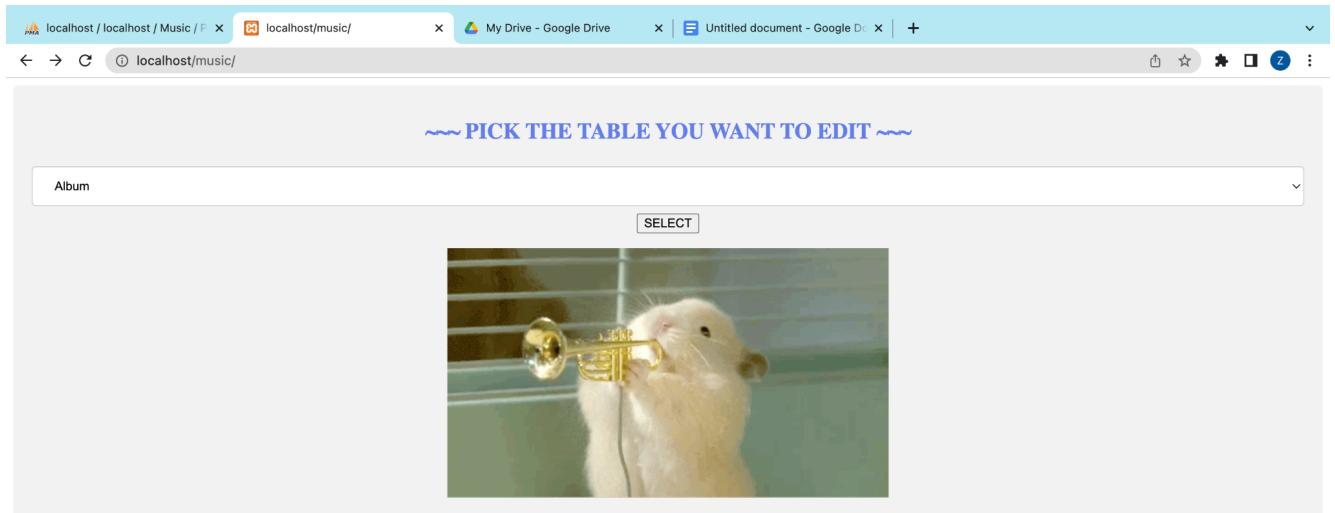 PMA
localhost / localhost / Music / P
localhost/music/
My Drive - Google Drive
Untitled document - Google Do
localhost/music/
Z
~~~ PICK THE TABLE YOU WANT TO EDIT ~~~
Album
SELECT